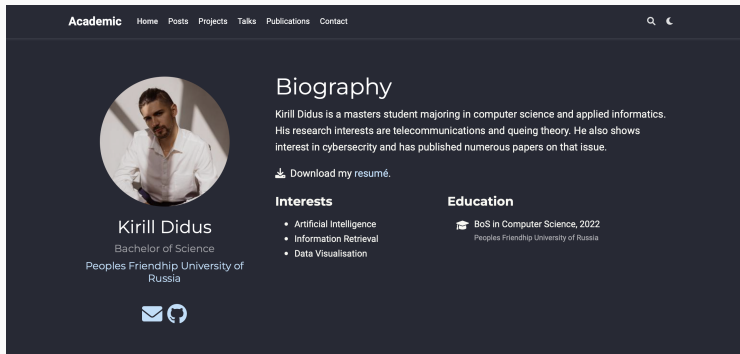 Academic Home Posts Projects Talks Publications Contact
Kirill Didus
Bachelor of Science
Peoples Friendhip University of
Russia
Biography
Kirill Didus is a masters student majoring in computer science and applied informatics.
His research interests are telecommunications and queing theory. He also shows
interest in cybersecrity and has published numerous papers on that issue.
Download my resumé.
Interests
Artificial Intelligence
Information Retrieval
Data Visualisation
Education
BoS in Computer Science, 2022
Peoples Friendhip University of Russia